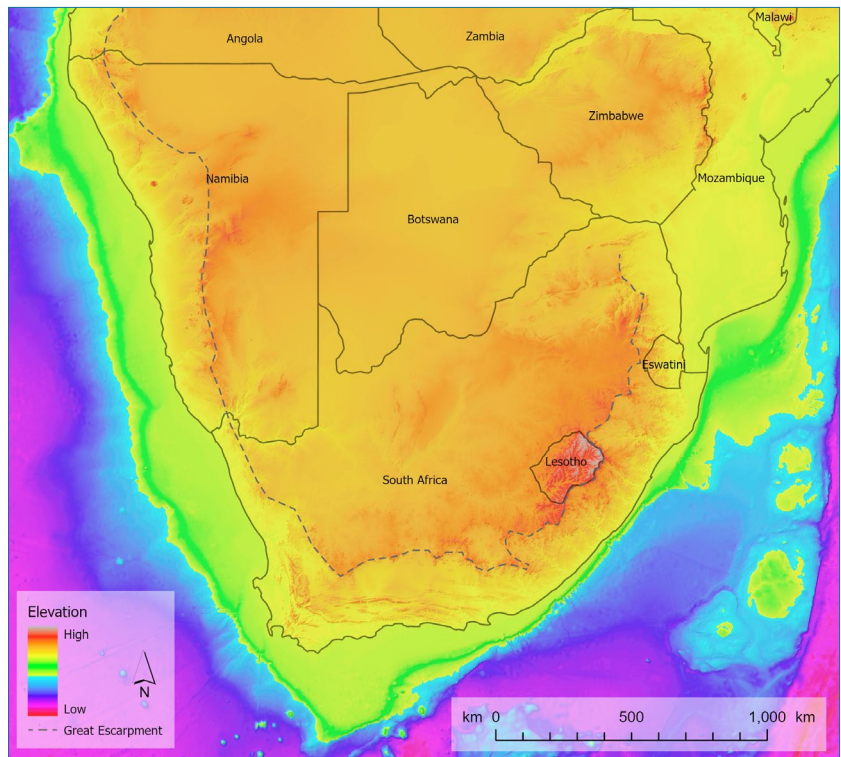 Malawi
Angola
Zambia
Zimbabwe
Namibia
Mozambique
Botswana
Eswatini
Lesotho
South Africa
Elevation
High
N
Low
Great Escarpment
km 0 500 1,000 km